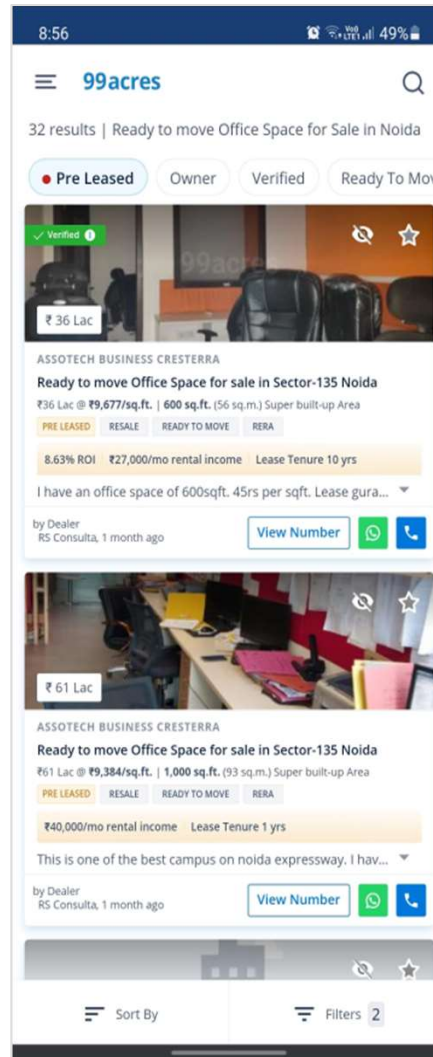 8:56
Vo)) LTE1 49%
99acres
32 results | Ready to move Office Space for Sale in Noida
Pre Leased Owner Verified Ready To Mov
Verified
99acres
₹ 36 Lac
ASSOTECH BUSINESS CRESTERRA
Ready to move Office Space for sale in Sector-135 Noida
₹36 Lac @ ₹9,677/sq.ft. | 600 sq.ft. (56 sq.m.) Super built-up Area
PRE LEASED RESALE READY TO MOVE RERA
8.63% ROI ₹27,000/mo rental income Lease Tenure 10 yrs
I have an office space of 600sqft. 45rs per sqft. Lease gura...
by Dealer
RS Consulta, 1 month ago
View Number
₹ 61 Lac
ASSOTECH BUSINESS CRESTERRA
Ready to move Office Space for sale in Sector-135 Noida
₹61 Lac @ ₹9,384/sq.ft. | 1,000 sq.ft. (93 sq.m.) Super built-up Area
PRE LEASED RESALE READY TO MOVE RERA
₹40,000/mo rental income Lease Tenure 1 yrs
This is one of the best campus on noida expressway. I hav...
by Dealer
RS Consulta, 1 month ago
View Number
Sort By Filters 2